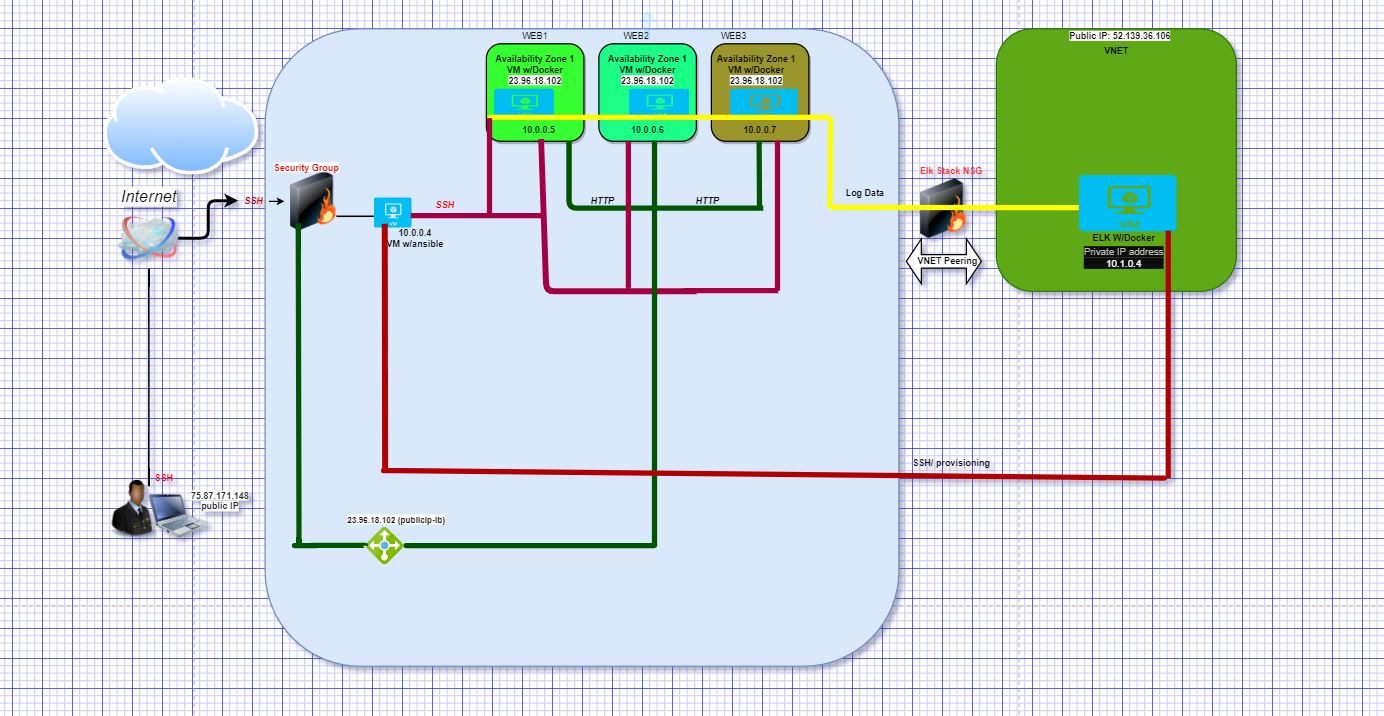 WEB1
WEB2
WEB3
Availability Zone 1
VM w/Docker
23.96.18.102
10.0.0.5
Availability Zone 1
VM w/Docker
23.96.18.102
10.0.0.6
Availability Zone 1
VM w/Docker
23.96.18.102
10.0.0.7
Public IP: 52.139.36.106
VNET
Internet
Security Group
SSH
VM
10.0.0.4
VM w/ansible
SSH
HTTP
HTTP
Log Data
Elk Stack NSG
VNET Peering
VM
ELK W/Docker
Private IP address
10.1.0.4
SSH/ provisioning
SSH
75.87.171.148
public IP
23.96.18.102 (publicip-lb)